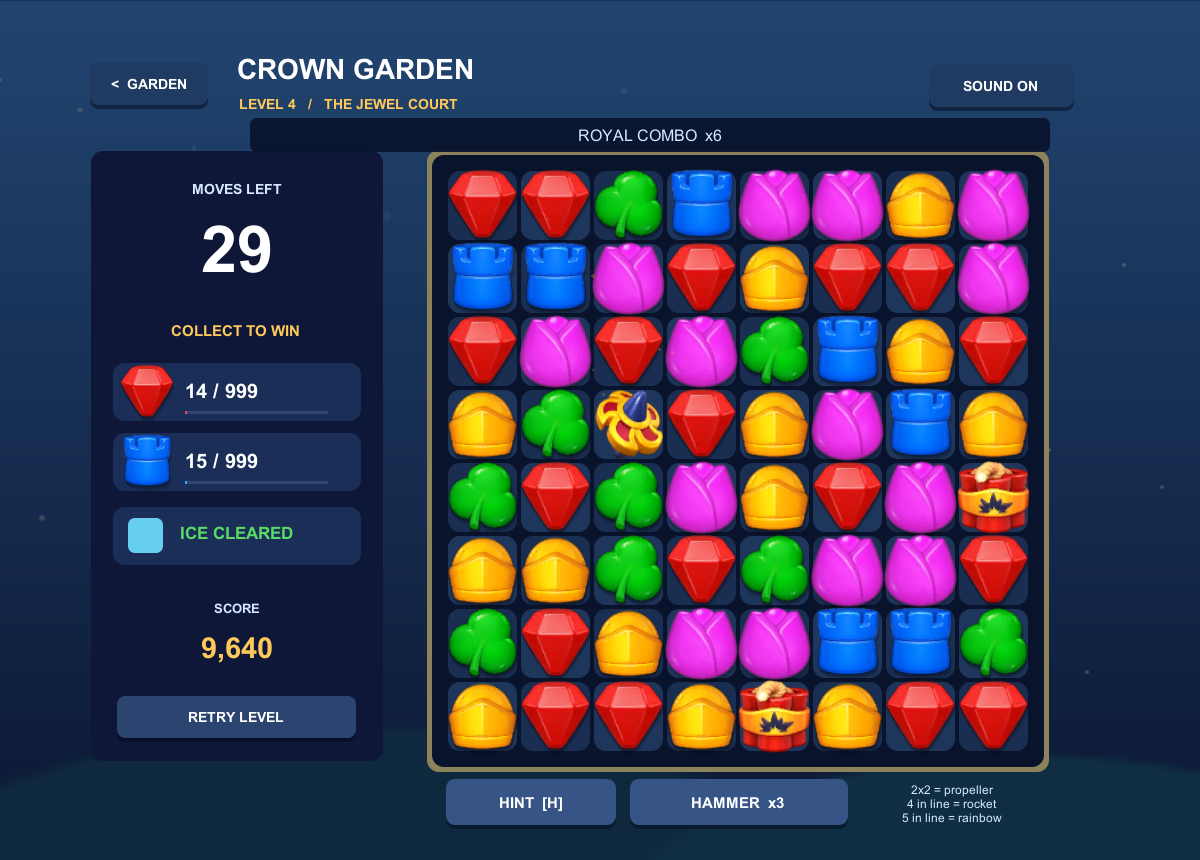 < GARDEN
CROWN GARDEN
LEVEL 4 / THE JEWEL COURT
SOUND ON
ROYAL COMBO x6
MOVES LEFT
29
COLLECT TO WIN
14 / 999
15 / 999
ICE CLEARED
SCORE
9,640
RETRY LEVEL
HINT [H]
HAMMER x3
2x2 = propeller
4 in line = rocket
5 in line = rainbow